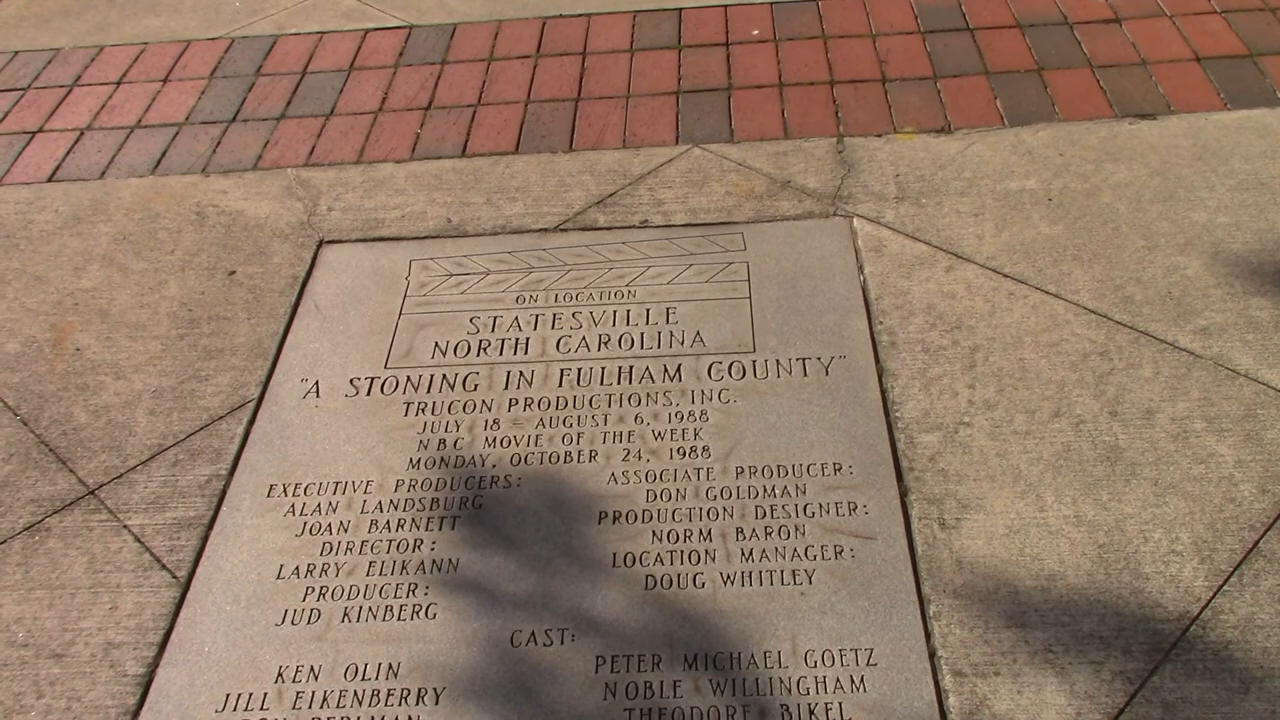 ON LOCATION
STATESVILLE
NORTH CAROLINA
"A STONING IN FULHAM COUNTY"
TRUCON PRODUCTIONS, INC.
JULY 18 - AUGUST 6, 1988
NBC MOVIE OF THE WEEK
MONDAY, OCTOBER 24, 1988
EXECUTIVE PRODUCERS:
ALAN LANDSBURG
JOAN BARNETT
DIRECTOR:
LARRY ELIKANN
PRODUCER:
JUD KINBERG
ASSOCIATE PRODUCER:
DON GOLDMAN
PRODUCTION DESIGNER:
NORM BARON
LOCATION MANAGER:
DOUG WHITLEY
CAST:
KEN OLIN
JILL EIKENBERRY
RON PERLMAN
PETER MICHAEL GOETZ
NOBLE WILLINGHAM
THEODORE BIKEL